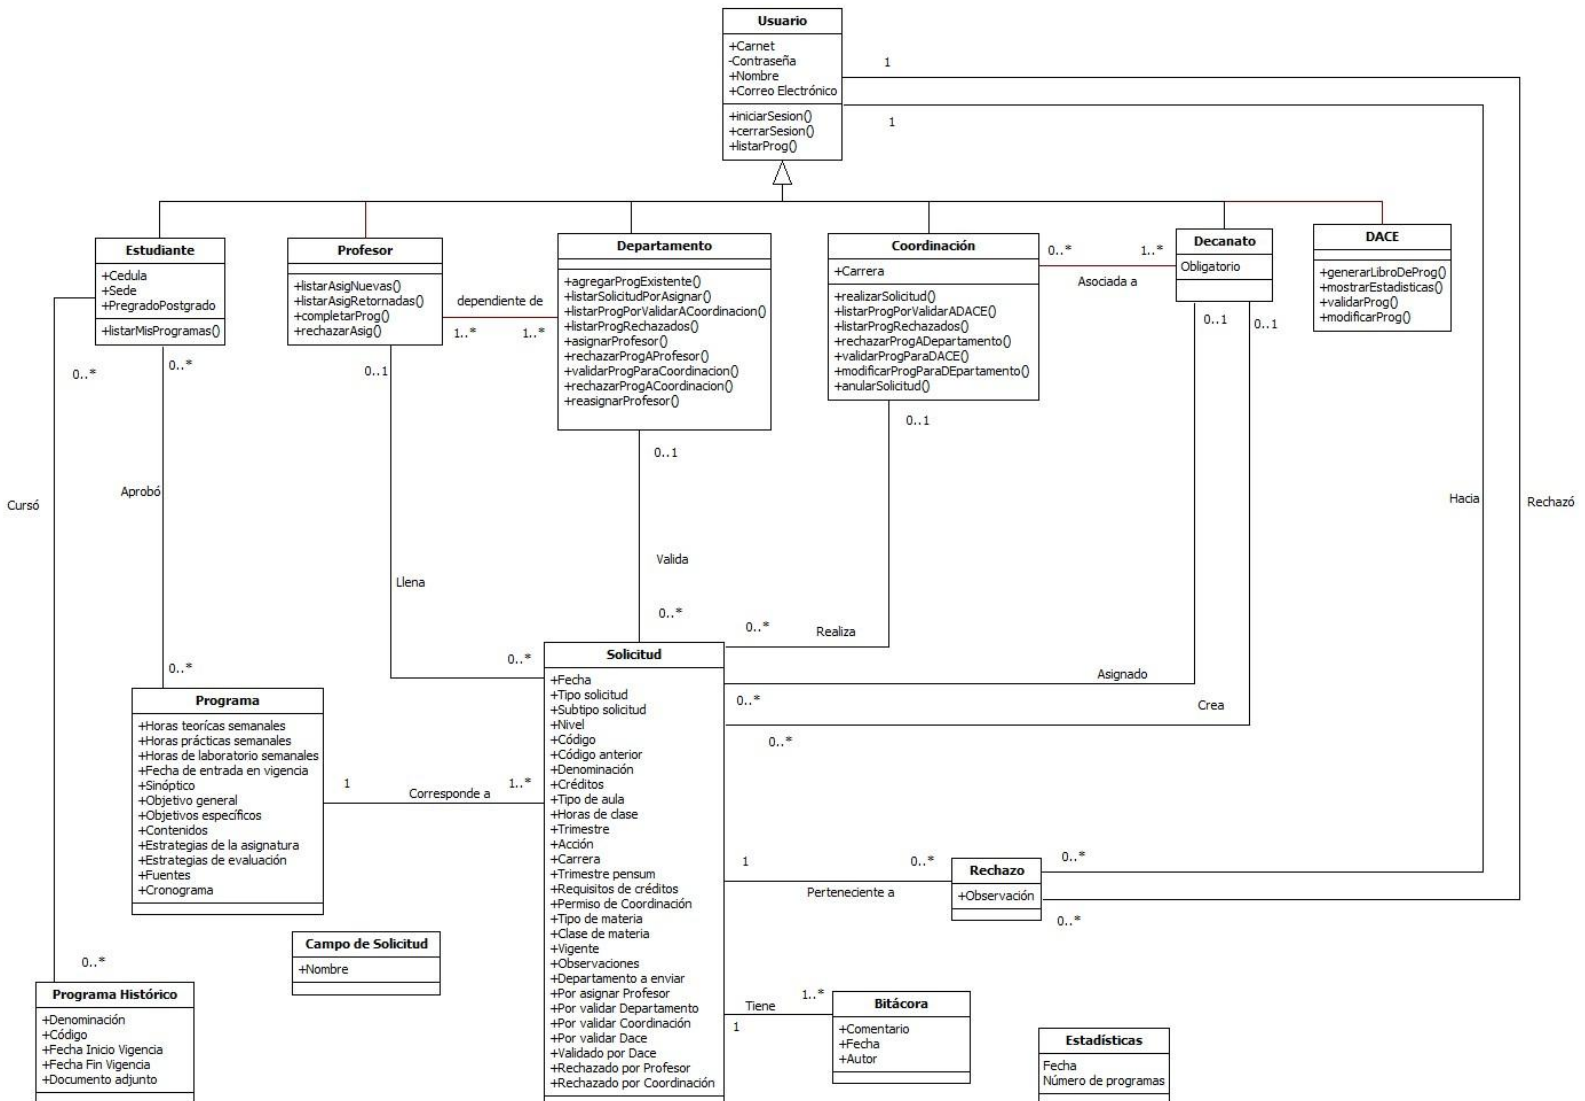 Usuario
+Carnet
-Contraseña
+Nombre
+Correo Electrónico
+iniciarSesion()
+cerrarSesion()
+listarProg()
1
1
Estudiante
+Cedula
+Sede
+PregradoPostgrado
+listarMisProgramas()
Profesor
+listarAsigNuevas()
+listarAsigRetornadas()
+completarProg()
+rechazarAsig()
dependiente de
1..*
1..*
Departamento
+agregarProgExistente()
+listarSolicitudPorAsignar()
+listarProgPorValidarACoordinacion()
+listarProgRechazados()
+asignarProfesor()
+rechazarProgAProfesor()
+validarProgParaCoordinacion()
+rechazarProgACoordinacion()
+reasignarProfesor()
Coordinación
+Carrera
+realizarSolicitud()
+listarProgPorValidarADACE()
+listarProgRechazados()
+rechazarProgADepartamento()
+validarProgParaDACE()
+modificarProgParaDEpartamento()
+anularSolicitud()
0..*
1..*
Asociada a
Decanato
Obligatorio
DACE
+generarLibroDeProg()
+mostrarEstadisticas()
+validarProg()
+modificarProg()
0..*
0..*
0..1
0..1
0..1
0..1
0..1
Cursó
Aprobó
Llena
Valida
Hacia
Rechazó
0..*
0..*
Realiza
0..*
0..*
Asignado
0..*
Crea
0..*
Programa
+Horas teorícas semanales
+Horas prácticas semanales
+Horas de laboratorio semanales
+Fecha de entrada en vigencia
+Sinóptico
+Objetivo general
+Objetivos específicos
+Contenidos
+Estrategias de la asignatura
+Estrategias de evaluación
+Fuentes
+Cronograma
1
Corresponde a
1..*
Solicitud
+Fecha
+Tipo solicitud
+Subtipo solicitud
+Nivel
+Código
+Código anterior
+Denominación
+Créditos
+Tipo de aula
+Horas de clase
+Trimestre
+Acción
+Carrera
+Trimestre pensum
+Requisitos de créditos
+Permiso de Coordinación
+Tipo de materia
+Clase de materia
+Vigente
+Observaciones
+Departamento a enviar
+Por asignar Profesor
+Por validar Departamento
+Por validar Coordinación
+Por validar Dace
+Validado por Dace
+Rechazado por Profesor
+Rechazado por Coordinación
1
0..*
Perteneciente a
Rechazo
+Observación
0..*
0..*
Campo de Solicitud
+Nombre
0..*
Programa Histórico
+Denominación
+Código
+Fecha Inicio Vigencia
+Fecha Fin Vigencia
+Documento adjunto
Tiene
1..*
1
Bitácora
+Comentario
+Fecha
+Autor
Estadísticas
Fecha
Número de programas